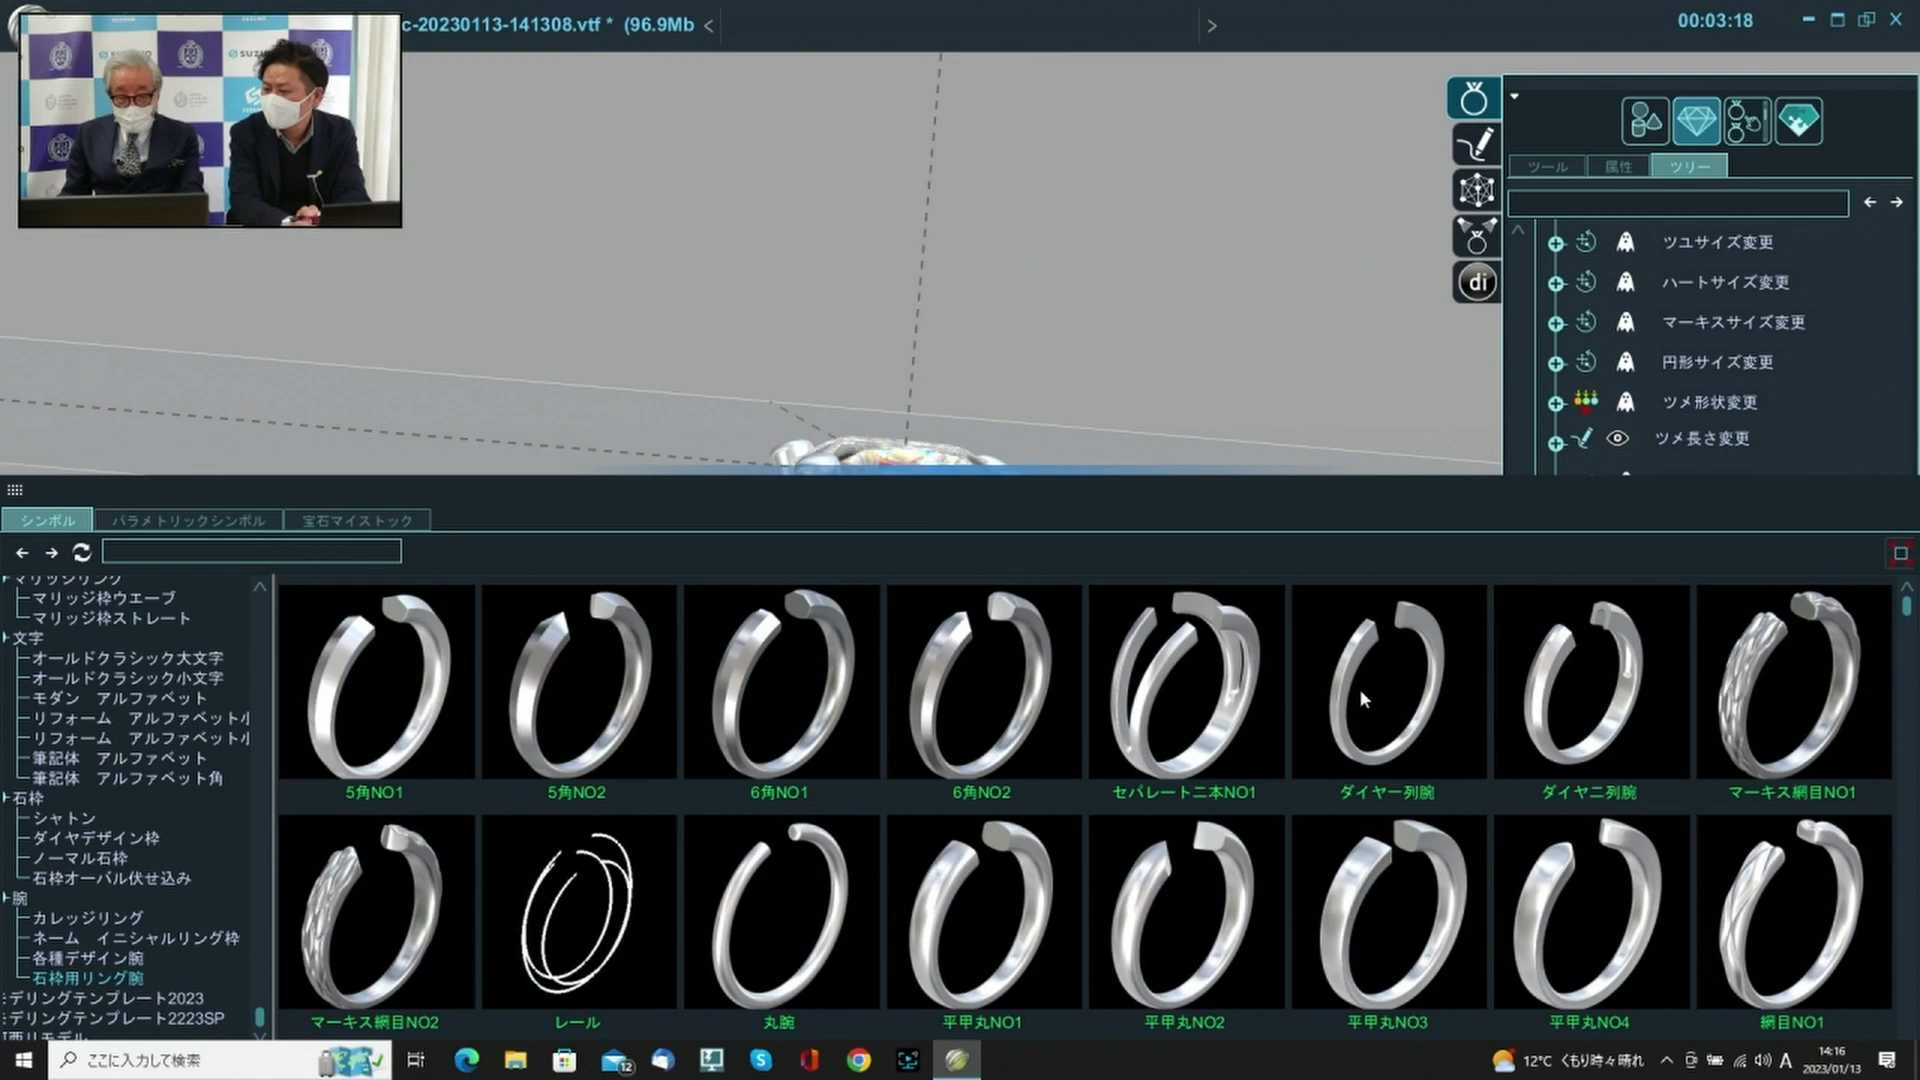 c-20230113-141308.vtf * (96.9Mb
00:03:18
SUZUHO
ツール
属性
ツリー
ツユサイズ変更
ハートサイズ変更
マーキスサイズ変更
円形サイズ変更
ツメ形状変更
ツメ長さ変更
di
シンボル
パラメトリックシンボル
宝石マイストック
マリッジリング
マリッジ枠ウエーブ
マリッジ枠ストレート
文字
オールドクラシック大文字
オールドクラシック小文字
モダン アルファベット
リフォーム アルファベット小
リフォーム アルファベット小
筆記体 アルファベット
筆記体 アルファベット角
石枠
シャトン
ダイヤデザイン枠
ノーマル石枠
石枠オーバル伏せ込み
腕
カレッジリング
ネーム イニシャルリング枠
各種デザイン腕
石枠用リング腕
モデリングテンプレート2023
モデリングテンプレート2223SP
5角NO1
5角NO2
6角NO1
6角NO2
セパレート二本NO1
ダイヤ一列腕
ダイヤ二列腕
マーキス網目NO1
マーキス網目NO2
レール
丸腕
平甲丸NO1
平甲丸NO2
平甲丸NO3
平甲丸NO4
網目NO1
ここに入力して検索
12
12°C くもり時々晴れ
A
14:16
2023/01/13